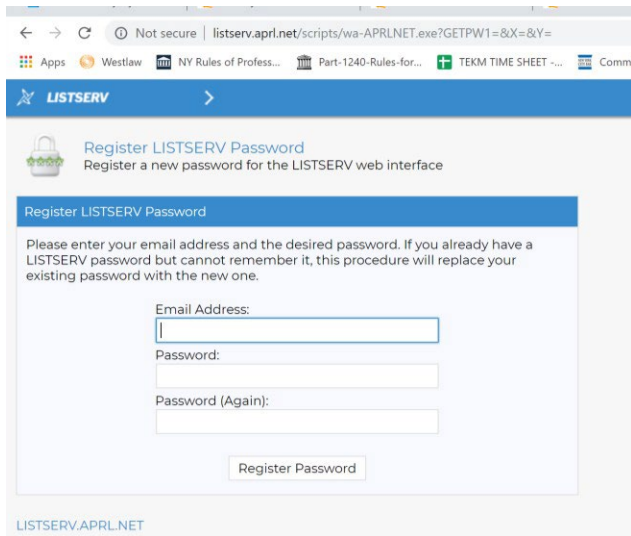 Not secure | listserv.aprl.net/scripts/wa-APRLNET.exe?GETPW1=&X=&Y=
Apps Westlaw NY Rules of Profess... Part-1240-Rules-for... TEKM TIME SHEET -... Comm
LISTSERV
Register LISTSERV Password
Register a new password for the LISTSERV web interface
Register LISTSERV Password
Please enter your email address and the desired password. If you already have a
LISTSERV password but cannot remember it, this procedure will replace your
existing password with the new one.
Email Address:
Password:
Password (Again):
Register Password
LISTSERV.APRL.NET